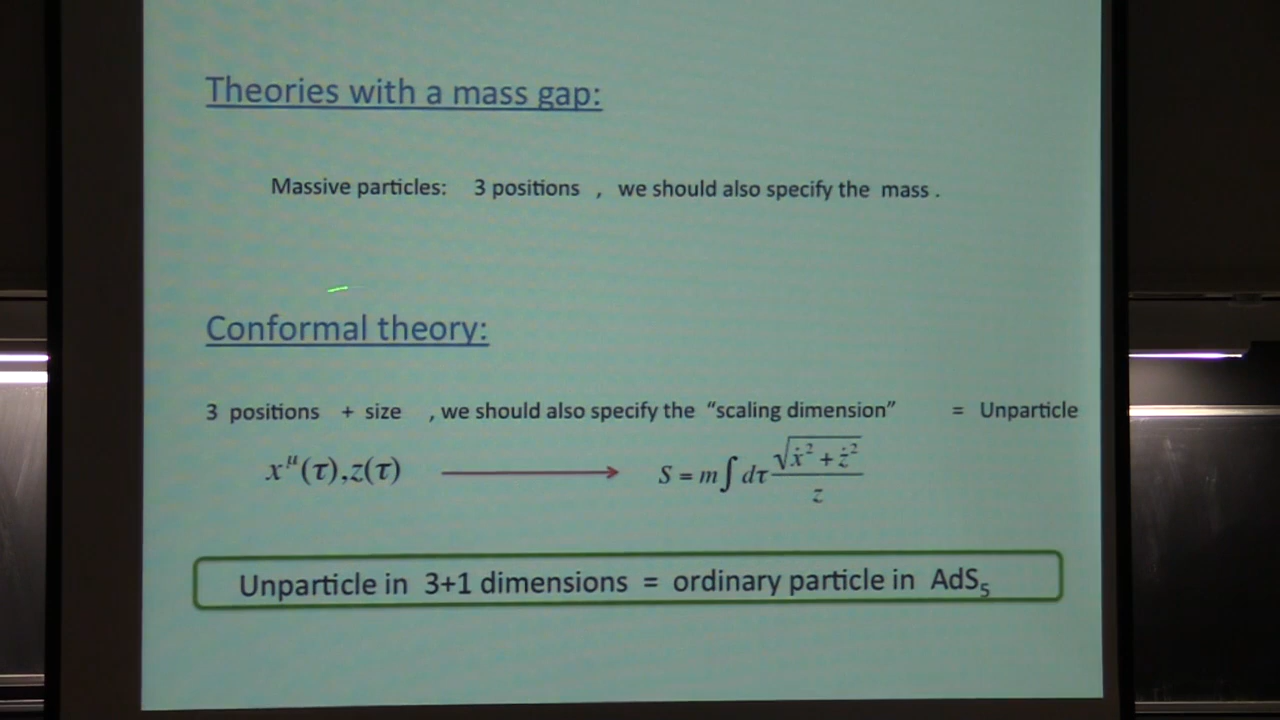 Theories with a mass gap:
Massive particles: 3 positions , we should also specify the mass .
Conformal theory:
3 positions + size , we should also specify the “scaling dimension” = Unparticle
x^μ(τ),z(τ) → S = m∫dτ √(ẋ² + ż²)/z
Unparticle in 3+1 dimensions = ordinary particle in AdS₅